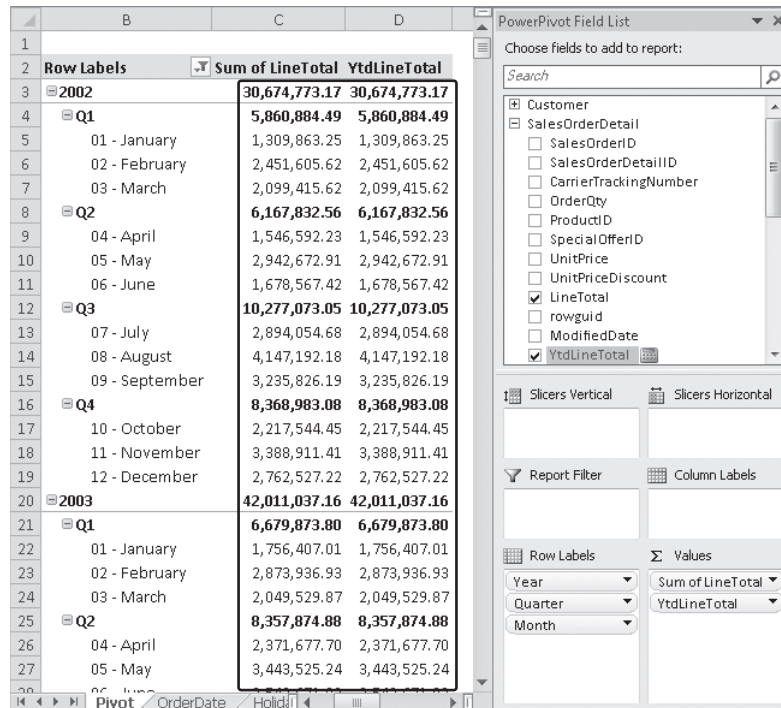 B C D
1
2 Row Labels Sum of LineTotal YtdLineTotal
3 2002 30,674,773.17 30,674,773.17
4 Q1 5,860,884.49 5,860,884.49
5 01 - January 1,309,863.25 1,309,863.25
6 02 - February 2,451,605.62 2,451,605.62
7 03 - March 2,099,415.62 2,099,415.62
8 Q2 6,167,832.56 6,167,832.56
9 04 - April 1,546,592.23 1,546,592.23
10 05 - May 2,942,672.91 2,942,672.91
11 06 - June 1,678,567.42 1,678,567.42
12 Q3 10,277,073.05 10,277,073.05
13 07 - July 2,894,054.68 2,894,054.68
14 08 - August 4,147,192.18 4,147,192.18
15 09 - September 3,235,826.19 3,235,826.19
16 Q4 8,368,983.08 8,368,983.08
17 10 - October 2,217,544.45 2,217,544.45
18 11 - November 3,388,911.41 3,388,911.41
19 12 - December 2,762,527.22 2,762,527.22
20 2003 42,011,037.16 42,011,037.16
21 Q1 6,679,873.80 6,679,873.80
22 01 - January 1,756,407.01 1,756,407.01
23 02 - February 2,873,936.93 2,873,936.93
24 03 - March 2,049,529.87 2,049,529.87
25 Q2 8,357,874.88 8,357,874.88
26 04 - April 2,371,677.70 2,371,677.70
27 05 - May 3,443,525.24 3,443,525.24
Pivot OrderDate
PowerPivot Field List
Choose fields to add to report:
Search
Customer
SalesOrderDetail
SalesOrderID
SalesOrderDetailID
CarrierTrackingNumber
OrderQty
ProductID
SpecialOfferID
UnitPrice
UnitPriceDiscount
LineTotal
rowguid
ModifiedDate
YtdLineTotal
Slicers Vertical Slicers Horizontal
Report Filter Column Labels
Row Labels Σ Values
Year Sum of LineTotal
Quarter YtdLineTotal
Month